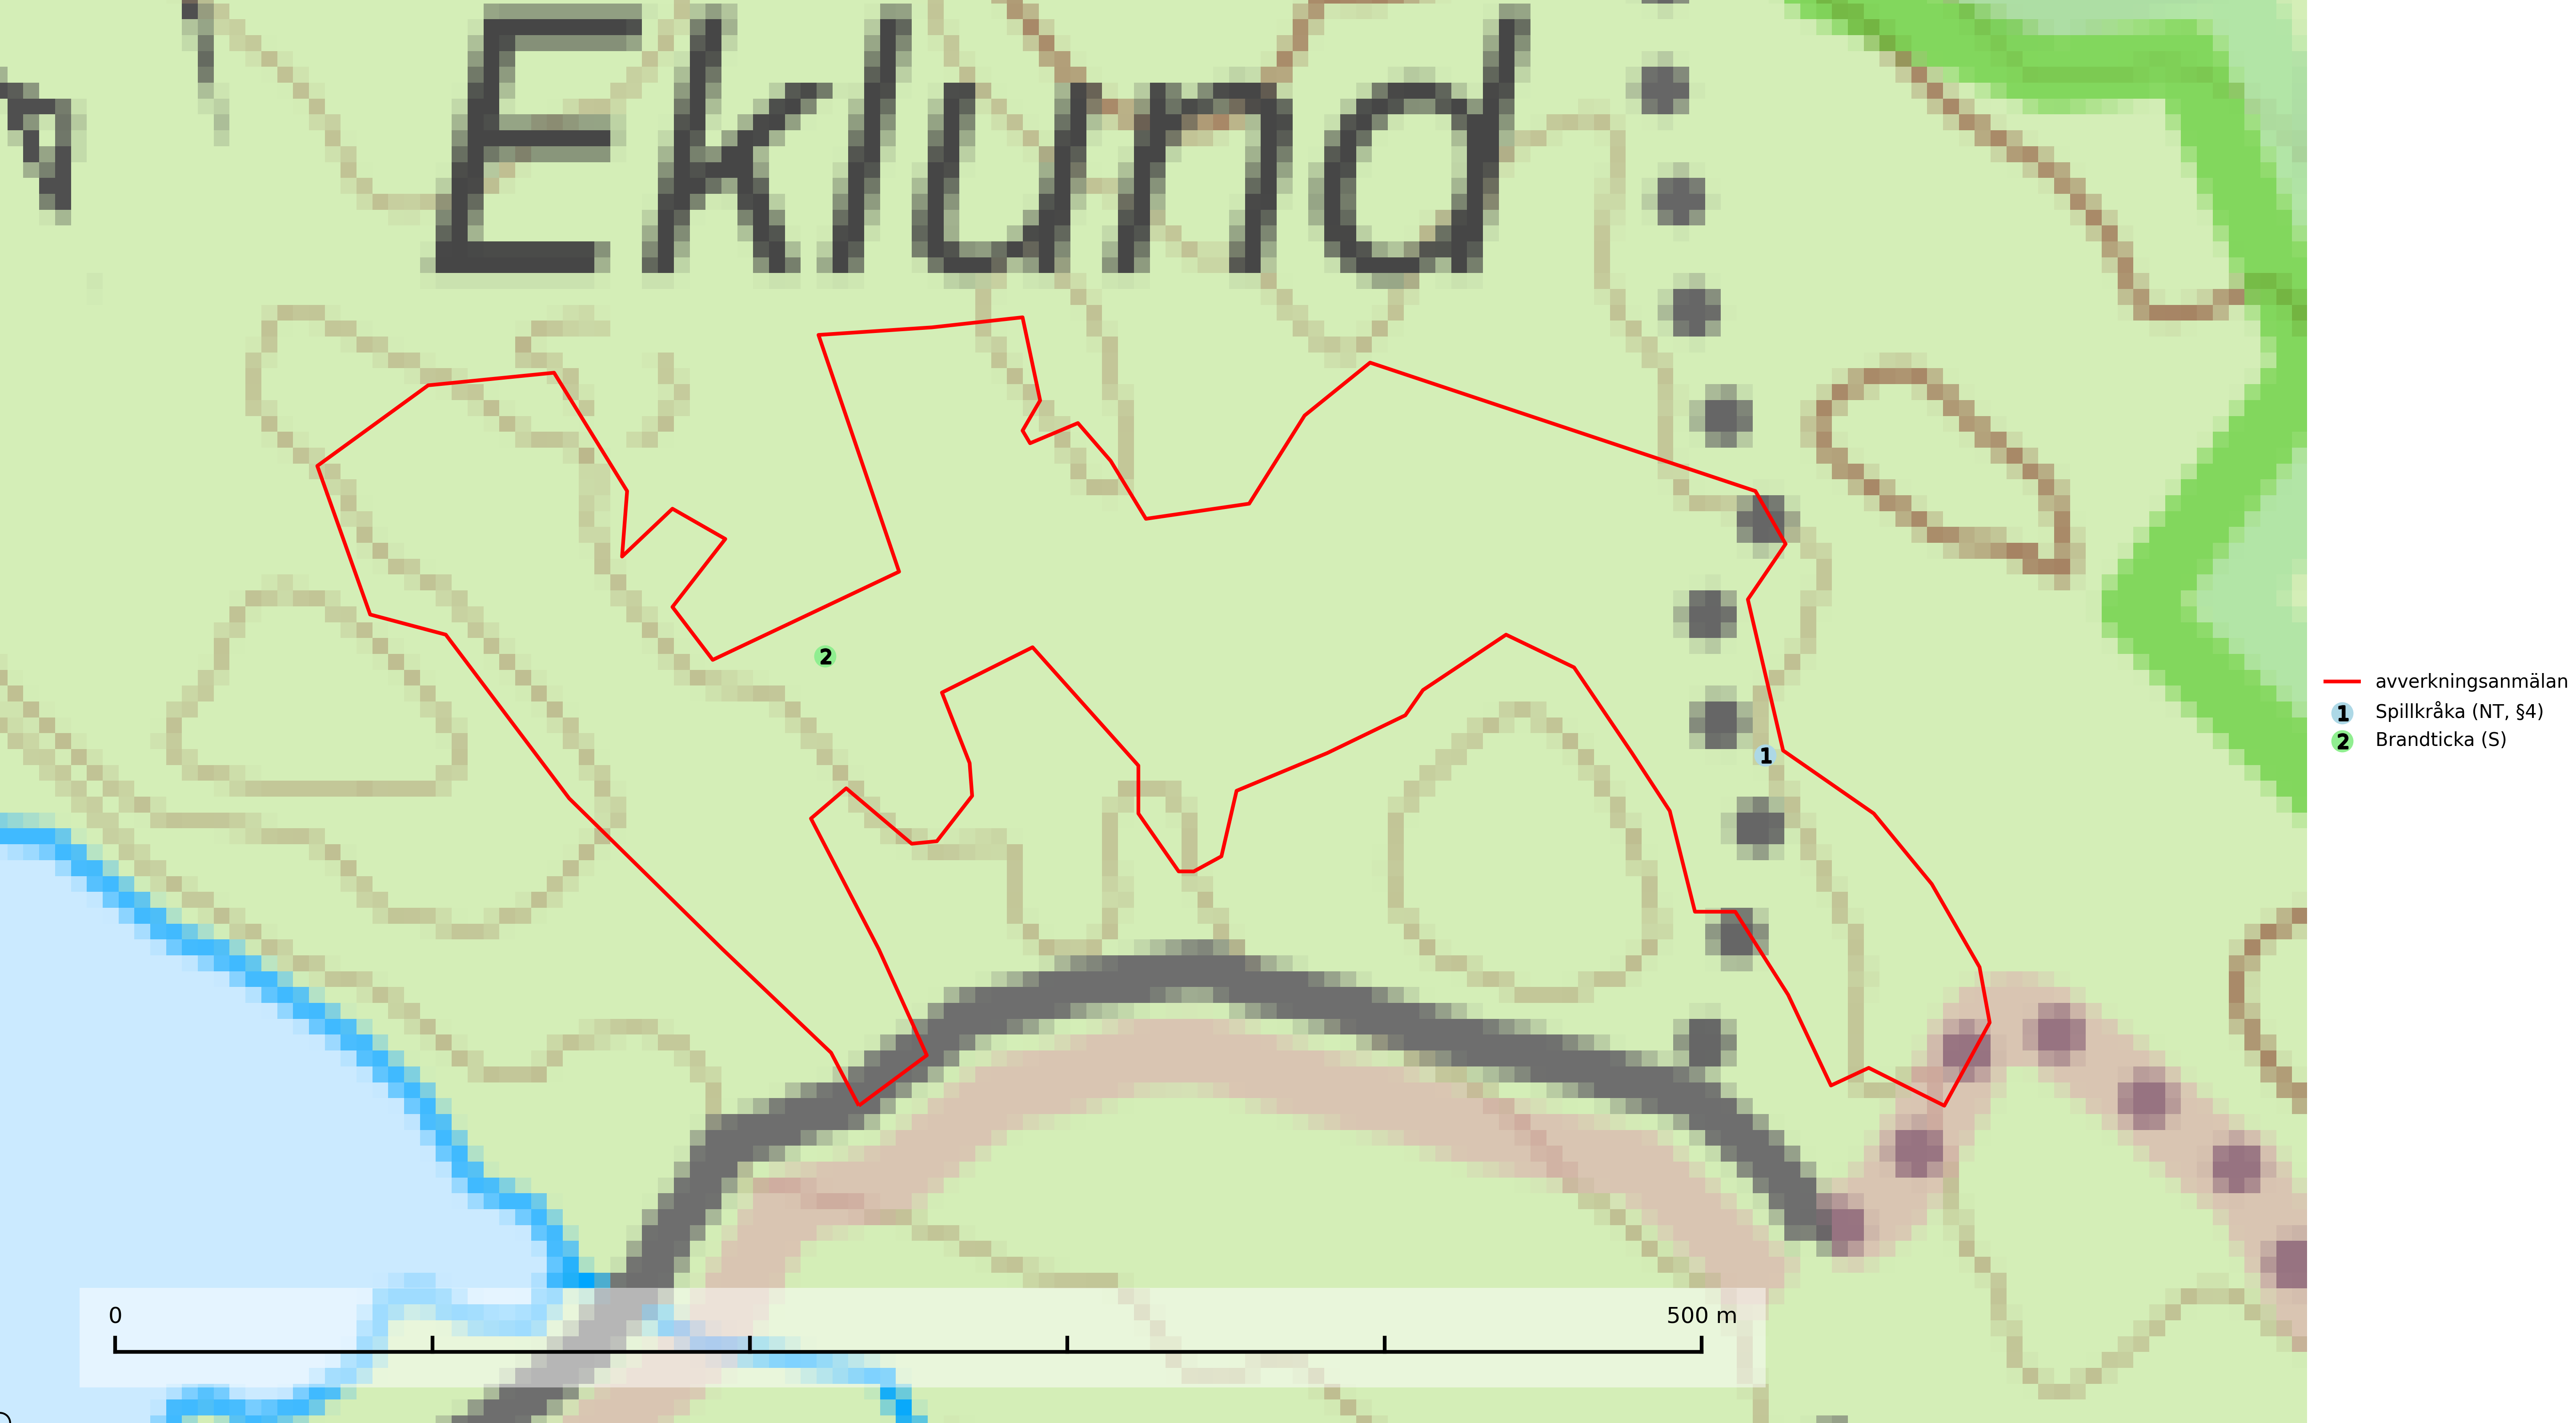 Eklund
2
1
avverkningsanmälan
1 Spillkråka (NT, §4)
2 Brandticka (S)
0 500 m